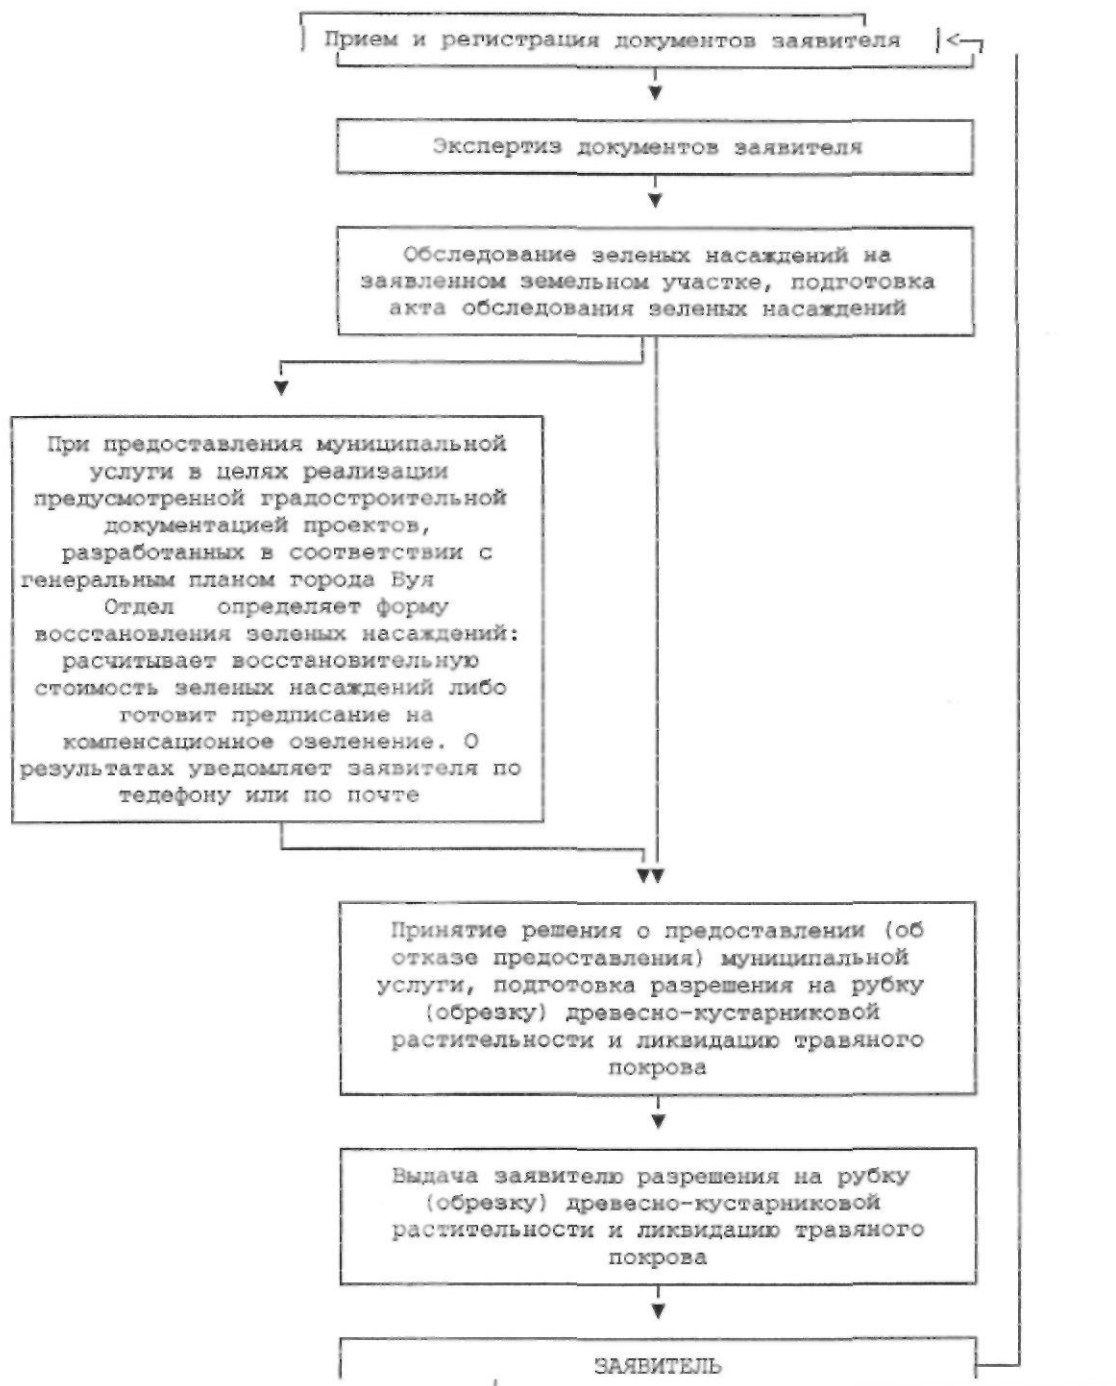 Прием и регистрация документов заявителя
Экспертиз документов заявителя
Обследование зеленых насаждений на
заявленном земельном участке, подготовка
акта обследования зеленых насаждений
При предоставления муниципальной
услуги в целях реализации
предусмотренной градостроительной
документацией проектов,
разработанных в соответствии с
генеральным планом города Буя
Отдел определяет форму
восстановления зеленых насаждений:
расчитывает восстановительную
стоимость зеленых насаждений либо
готовит предписание на
компенсационное озеленение. О
результатах уведомляет заявителя по
тедефону или по почте
Принятие решения о предоставлении (об
отказе предоставления) муниципальной
услуги, подготовка разрешения на рубку
(обрезку) древесно-кустарниковой
растительности и ликвидацию травяного
покрова
Выдача заявителю разрешения на рубку
(обрезку) древесно-кустарниковой
растительности и ликвидацию травяного
покрова
ЗАЯВИТЕЛЬ